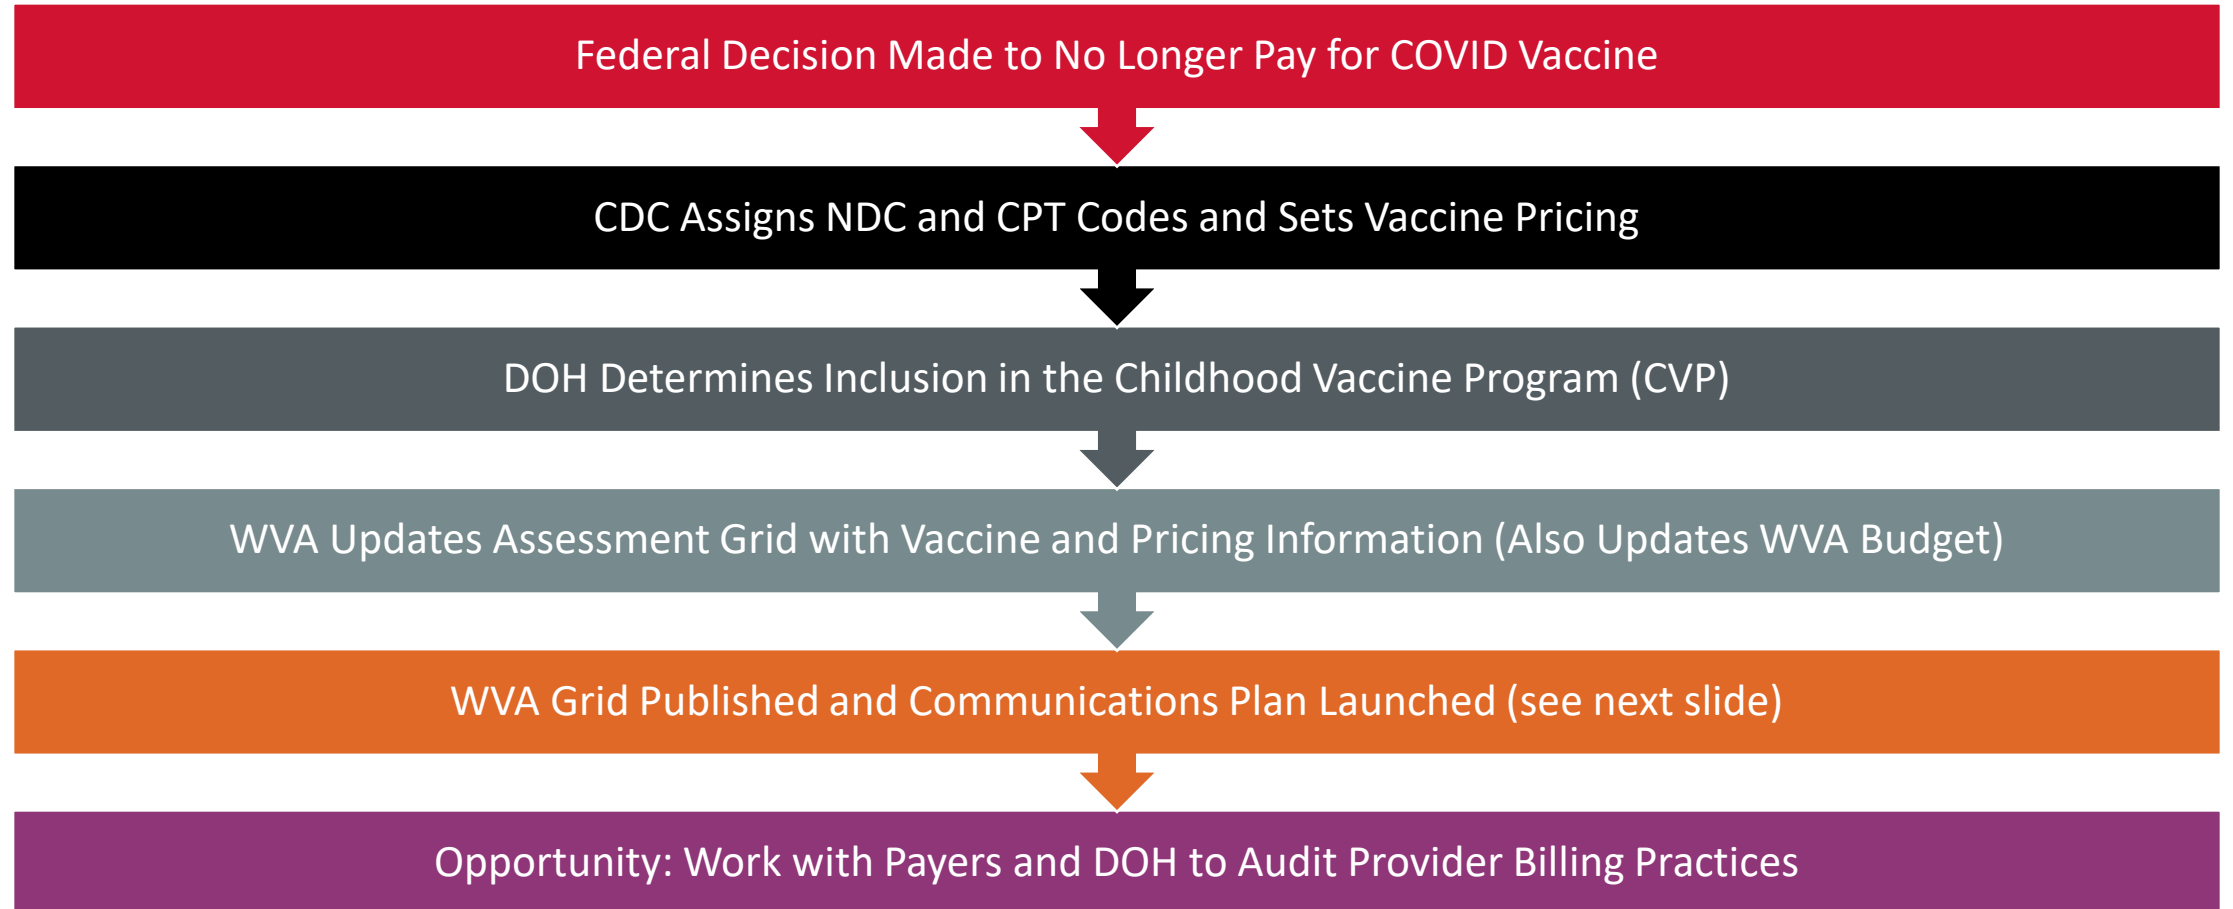 Federal Decision Made to No Longer Pay for COVID Vaccine
CDC Assigns NDC and CPT Codes and Sets Vaccine Pricing
DOH Determines Inclusion in the Childhood Vaccine Program (CVP)
WVA Updates Assessment Grid with Vaccine and Pricing Information (Also Updates WVA Budget)
WVA Grid Published and Communications Plan Launched (see next slide)
Opportunity: Work with Payers and DOH to Audit Provider Billing Practices